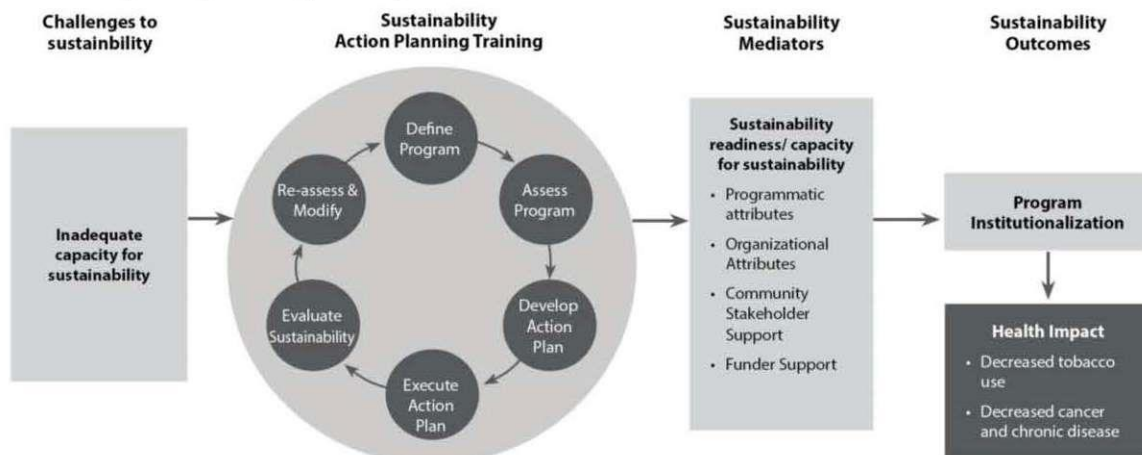 Challenges to
sustainbility
Sustainability
Action Planning Training
Sustainability
Mediators
Sustainability
Outcomes
Inadequate
capacity for
sustainability
Define
Program
Assess
Program
Develop
Action
Plan
Execute
Action
Plan
Evaluate
Sustainability
Re-assess &
Modify
Sustainability
readiness/ capacity
for sustainability
• Programmatic
attributes
• Organizational
Attributes
• Community
Stakeholder
Support
• Funder Support
Program
Institutionalization
Health Impact
• Decreased tobacco
use
• Decreased cancer
and chronic disease